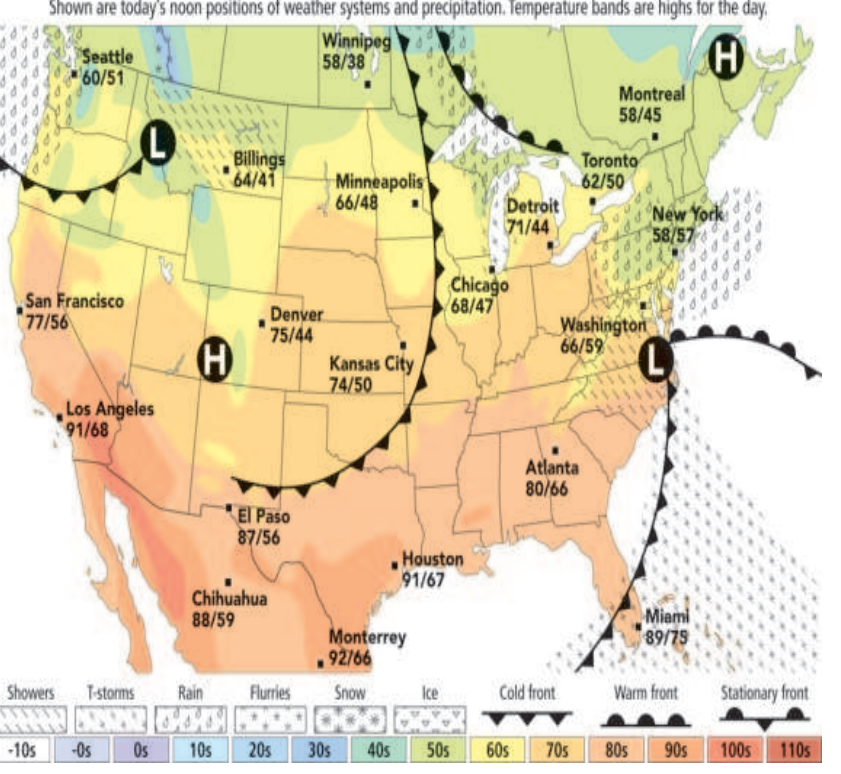 Shown are today's noon positions of weather systems and precipitation. Temperature bands are highs for the day.
Seattle
60/51
Winnipeg
58/38
H
Montreal
58/45
L
Billings
64/41
Minneapolis
66/48
Toronto
62/50
Detroit
71/44
New York
58/57
San Francisco
77/56
Denver
75/44
Chicago
68/47
Washington
66/59
H
Kansas City
74/50
L
Los Angeles
91/68
Atlanta
80/66
El Paso
87/56
Houston
91/67
Chihuahua
88/59
Miami
89/75
Monterrey
92/66
Showers T-storms Rain Flurries Snow Ice Cold front Warm front Stationary front
-10s -0s 0s 10s 20s 30s 40s 50s 60s 70s 80s 90s 100s 110s